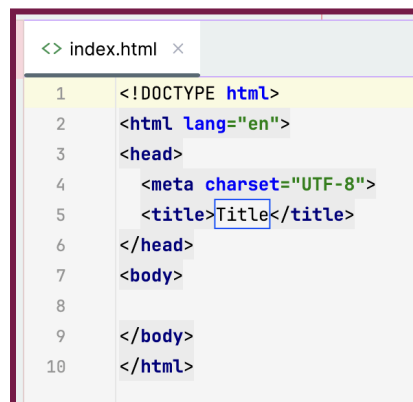 <> index.html ×
1 <!DOCTYPE html>
2 <html lang="en">
3 <head>
4   <meta charset="UTF-8">
5   <title>Title</title>
6 </head>
7 <body>
8
9 </body>
10 </html>